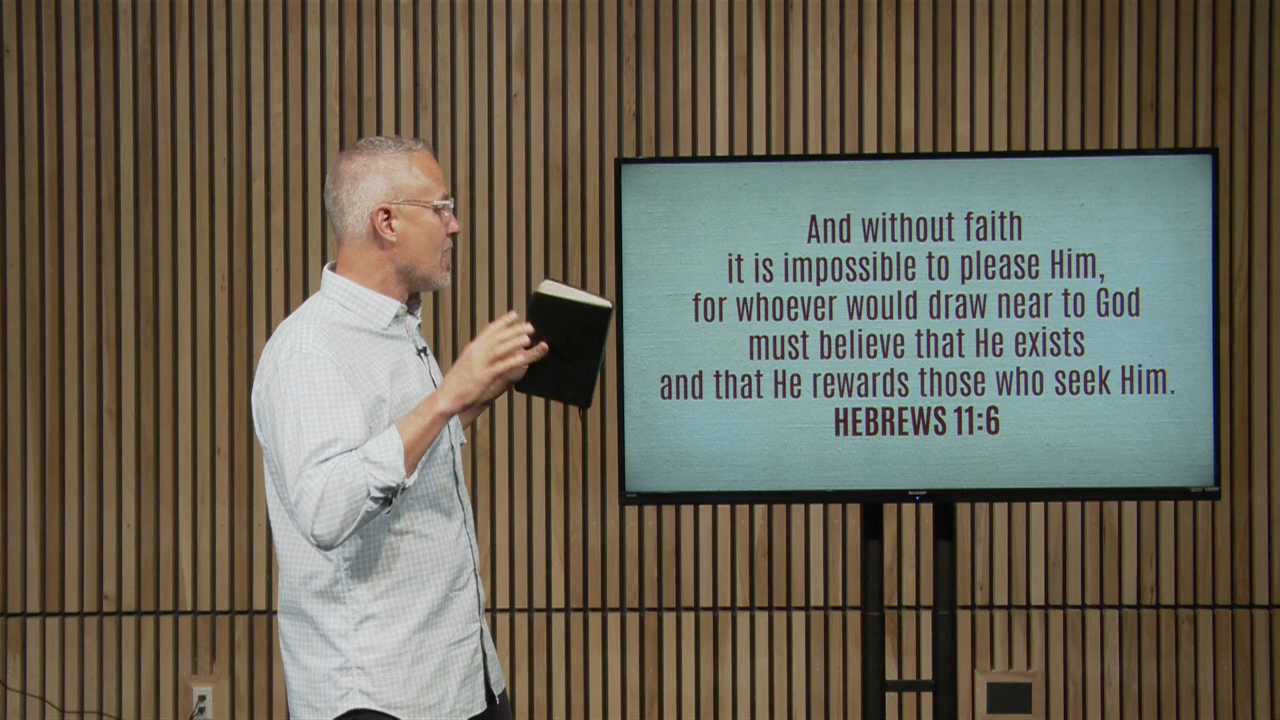 And without faith
it is impossible to please Him,
for whoever would draw near to God
must believe that He exists
and that He rewards those who seek Him.
HEBREWS 11:6
SHARP